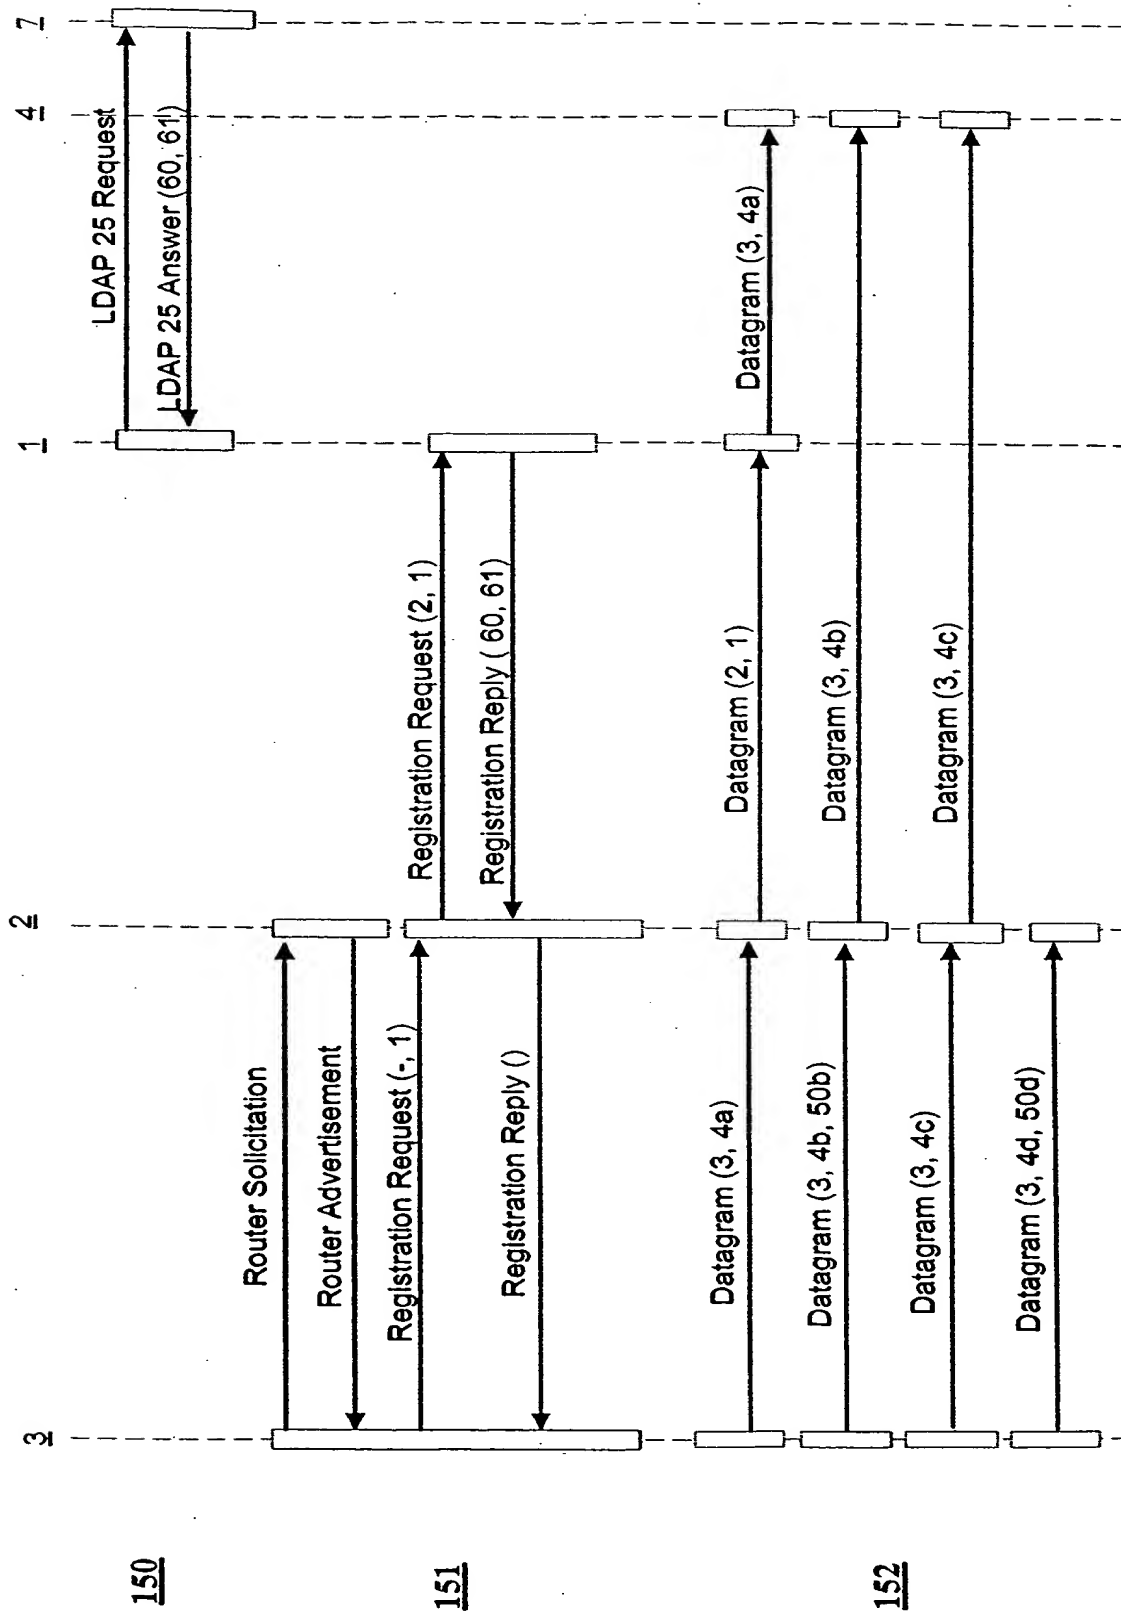 3
2
1
4
7
150
LDAP 25 Request
LDAP 25 Answer (60, 61)
151
Router Solicitation
Router Advertisement
Registration Request (-, 1)
Registration Request (2, 1)
Registration Reply ( 60, 61)
Registration Reply ()
152
Datagram (3, 4a)
Datagram (2, 1)
Datagram (3, 4a)
Datagram (3, 4b, 50b)
Datagram (3, 4b)
Datagram (3, 4c)
Datagram (3, 4c)
Datagram (3, 4d, 50d)